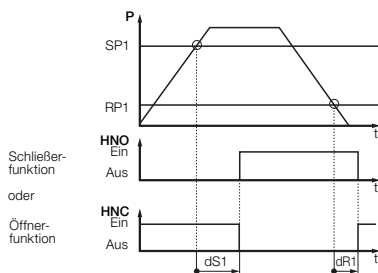 P
SP1
RP1
t
HNO
Schließer-
funktion
Ein
Aus
t
oder
HNC
Öffner-
funktion
Ein
Aus
t
dS1
dR1